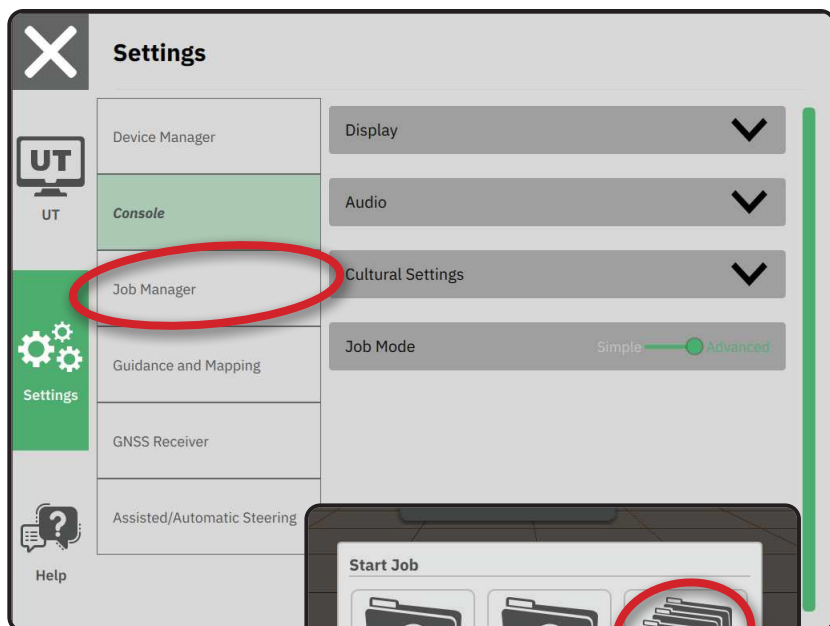 Settings
UT
UT
Settings
Help
Device Manager
Console
Job Manager
Guidance and Mapping
GNSS Receiver
Assisted/Automatic Steering
Display
Audio
Cultural Settings
Job Mode Simple Advanced
Start Job